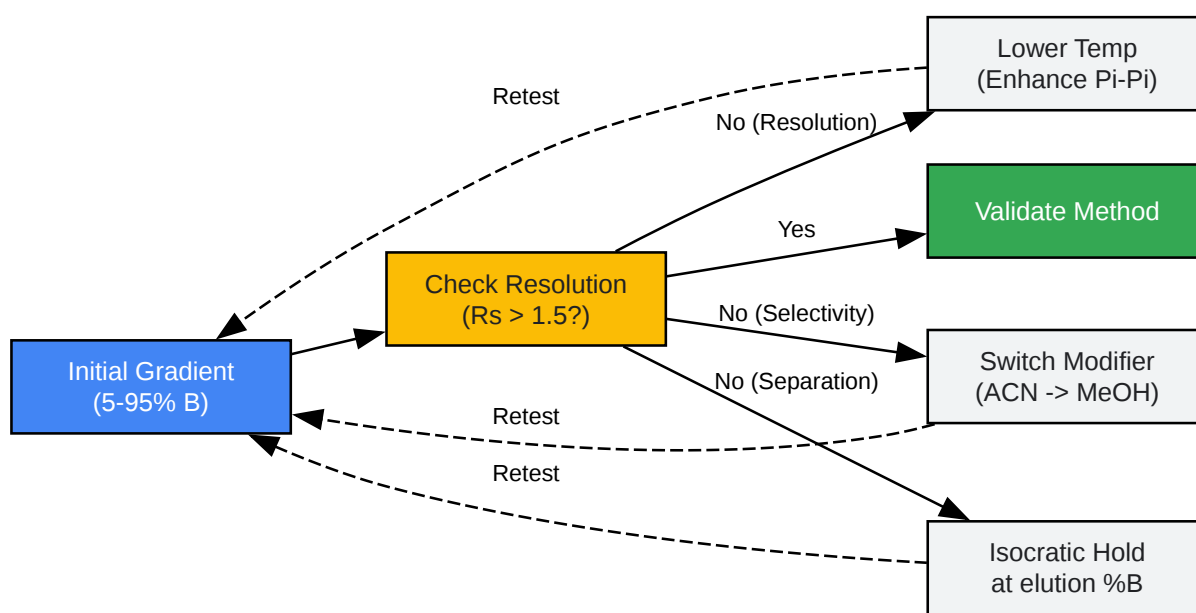 Lower Temp
(Enhance Pi-Pi)
Retest
No (Resolution)
Validate Method
Yes
Check Resolution
(Rs > 1.5?)
No (Selectivity)
Switch Modifier
(ACN -> MeOH)
Initial Gradient
(5-95% B)
No (Separation)
Retest
Retest
Isocratic Hold
at elution %B